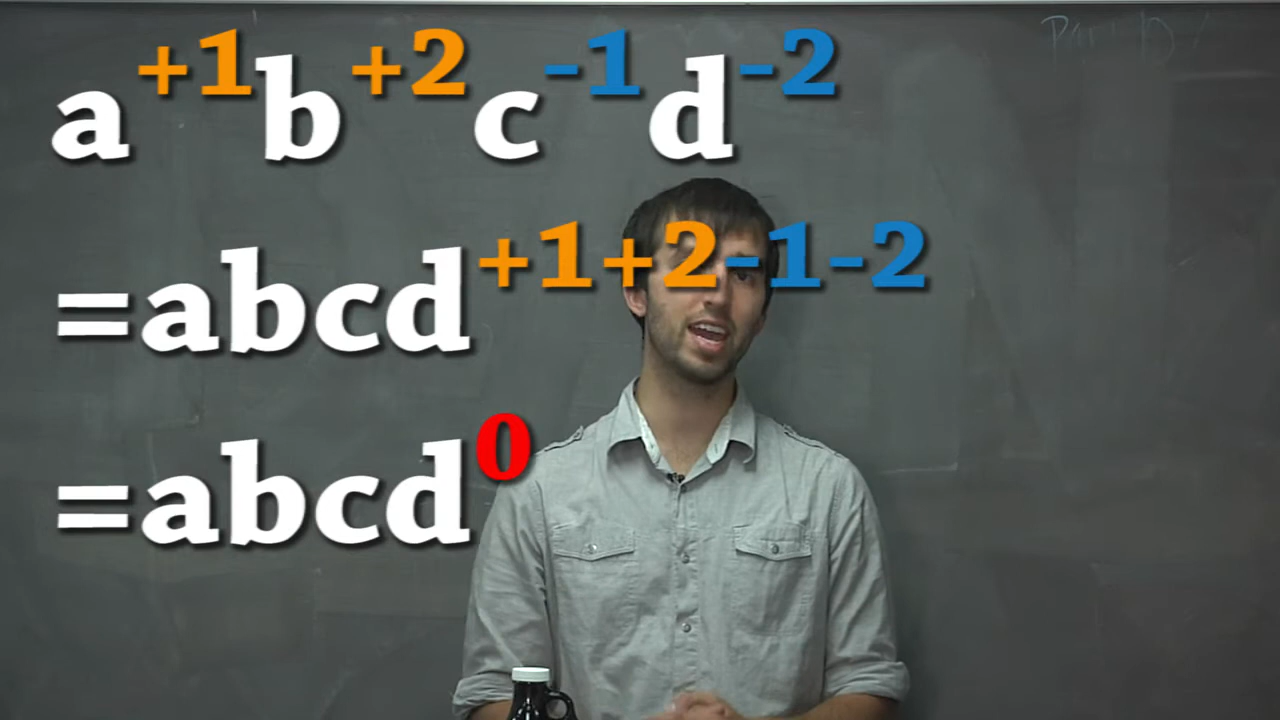 a⁺¹b⁺²c⁻¹d⁻²
=abcd⁺¹⁺²⁻¹⁻²
=abcd⁰